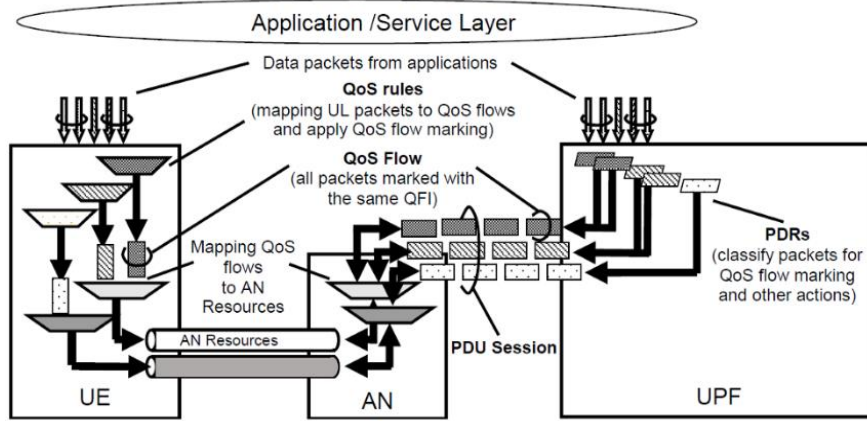 Application /Service Layer
Data packets from applications
QoS rules
(mapping UL packets to QoS flows
and apply QoS flow marking)
QoS Flow
(all packets marked with
the same QFI)
Mapping QoS
flows
to AN
Resources
PDRs
(classify packets for
QoS flow marking
and other actions)
PDU Session
AN Resources
UE
AN
UPF